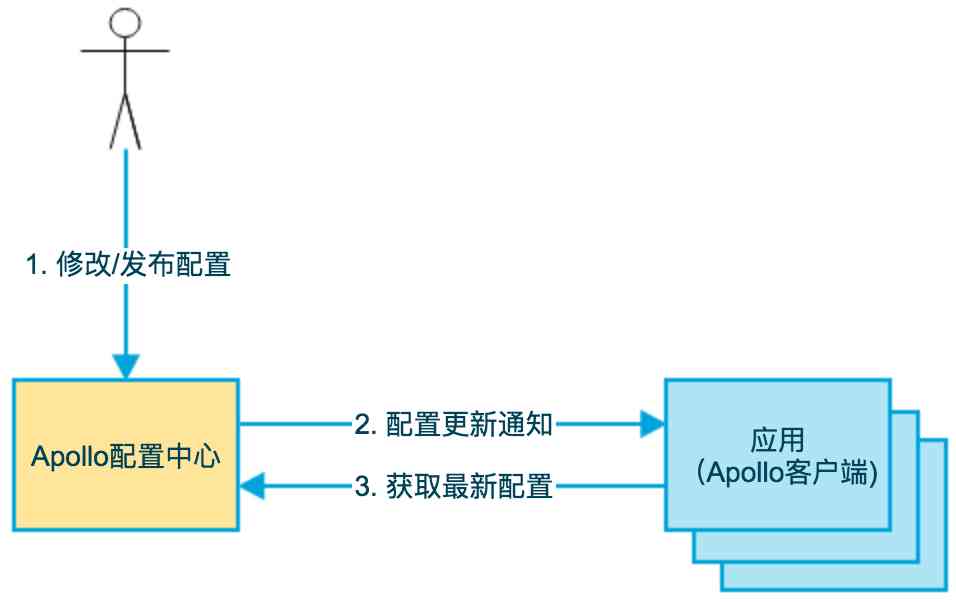 1. 修改/发布配置
Apollo配置中心
2. 配置更新通知
3. 获取最新配置
应用
（Apollo客户端)